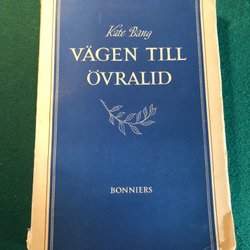 Kate Bang
VÄGEN TILL
ÖVRALID
BONNIERS